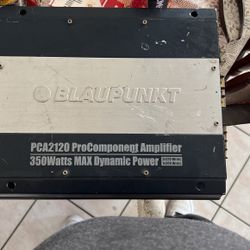 BLAUPUNKT
PCA2120 ProComponent Amplifier
350Watts MAX Dynamic Power